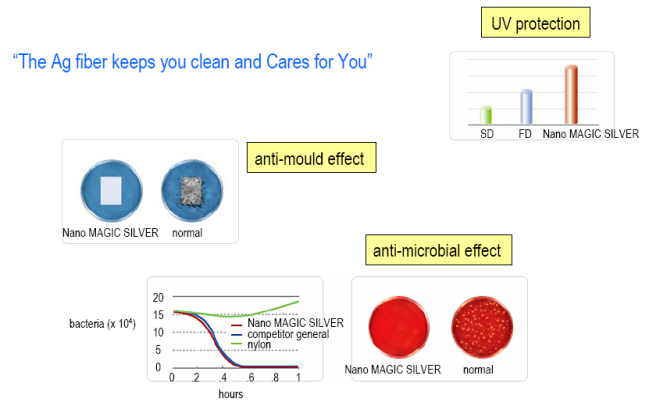 UV protection
“The Ag fiber keeps you clean and Cares for You”
SD FD Nano MAGIC SILVER
anti-mould effect
Nano MAGIC SILVER normal
anti-microbial effect
20
15
10
5
0
bacteria (x 10⁴)
Nano MAGIC SILVER
competitor general
nylon
0 .2 .4 .6 .8 1
hours
Nano MAGIC SILVER normal